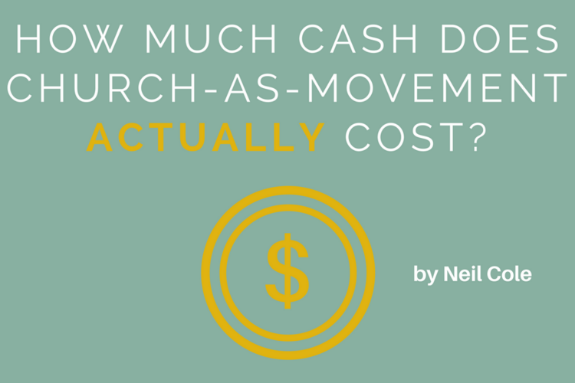 HOW MUCH CASH DOES
CHURCH-AS-MOVEMENT
ACTUALLY COST?
$
by Neil Cole